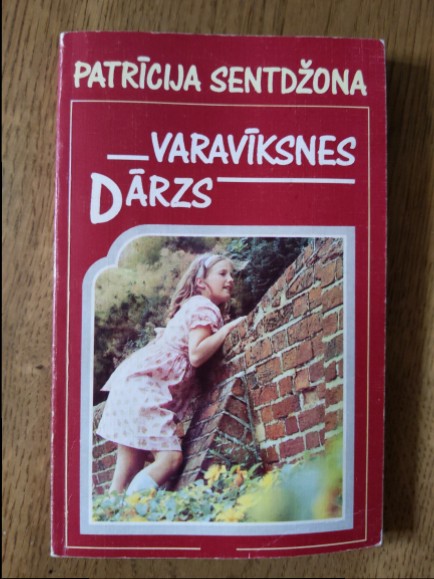 PATRĪCIJA SENTDŽONA
VARAVĪKSNES
DĀRZS